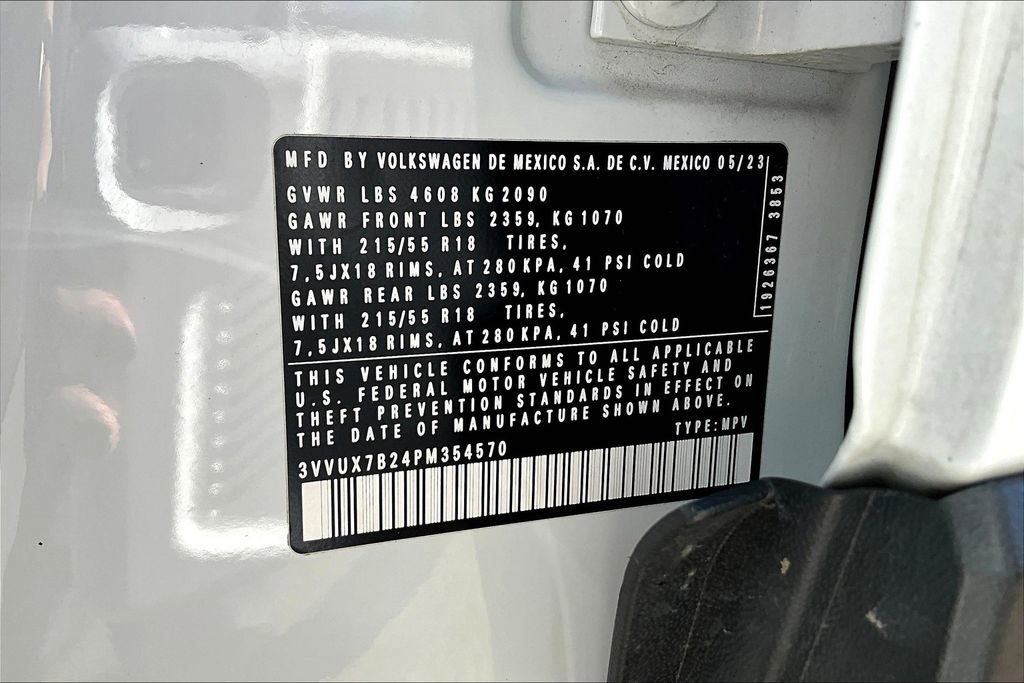 MFD BY VOLKSWAGEN DE MEXICO S.A. DE C.V. MEXICO 05/23
GVWR LBS 4608 KG 2090
GAWR FRONT LBS 2359, KG 1070
WITH 215/55 R18 TIRES,
7,5JX18 RIMS, AT 280 KPA, 41 PSI COLD
GAWR REAR LBS 2359, KG 1070
WITH 215/55 R18 TIRES,
7,5JX18 RIMS, AT 280 KPA, 41 PSI COLD
1926367 3853
THIS VEHICLE CONFORMS TO ALL APPLICABLE
U.S. FEDERAL MOTOR VEHICLE SAFETY AND
THEFT PREVENTION STANDARDS IN EFFECT ON
THE DATE OF MANUFACTURE SHOWN ABOVE.
TYPE: MPV
3VVUX7B24PM354570